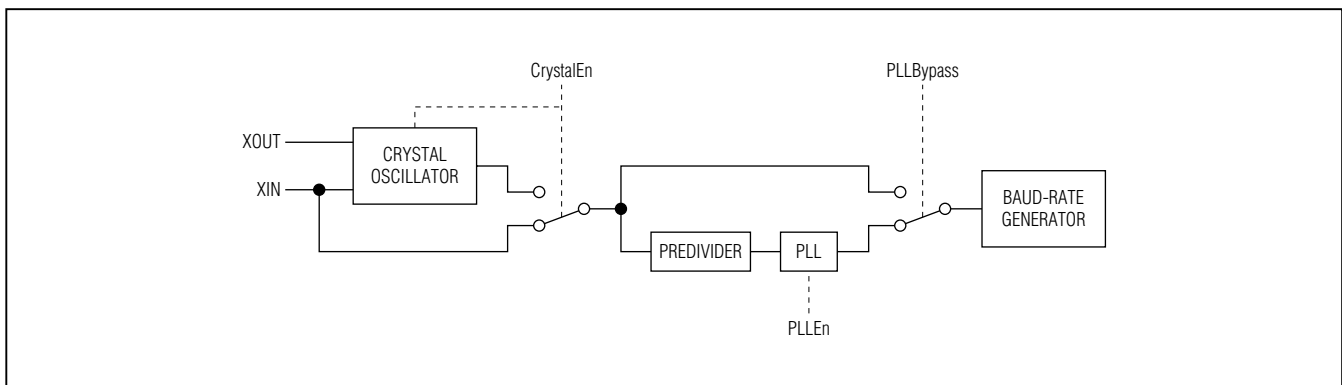 CrystalEn
PLLBypass
XOUT
XIN
CRYSTAL
OSCILLATOR
BAUD-RATE
GENERATOR
PREDIVIDER
PLL
PLLEn